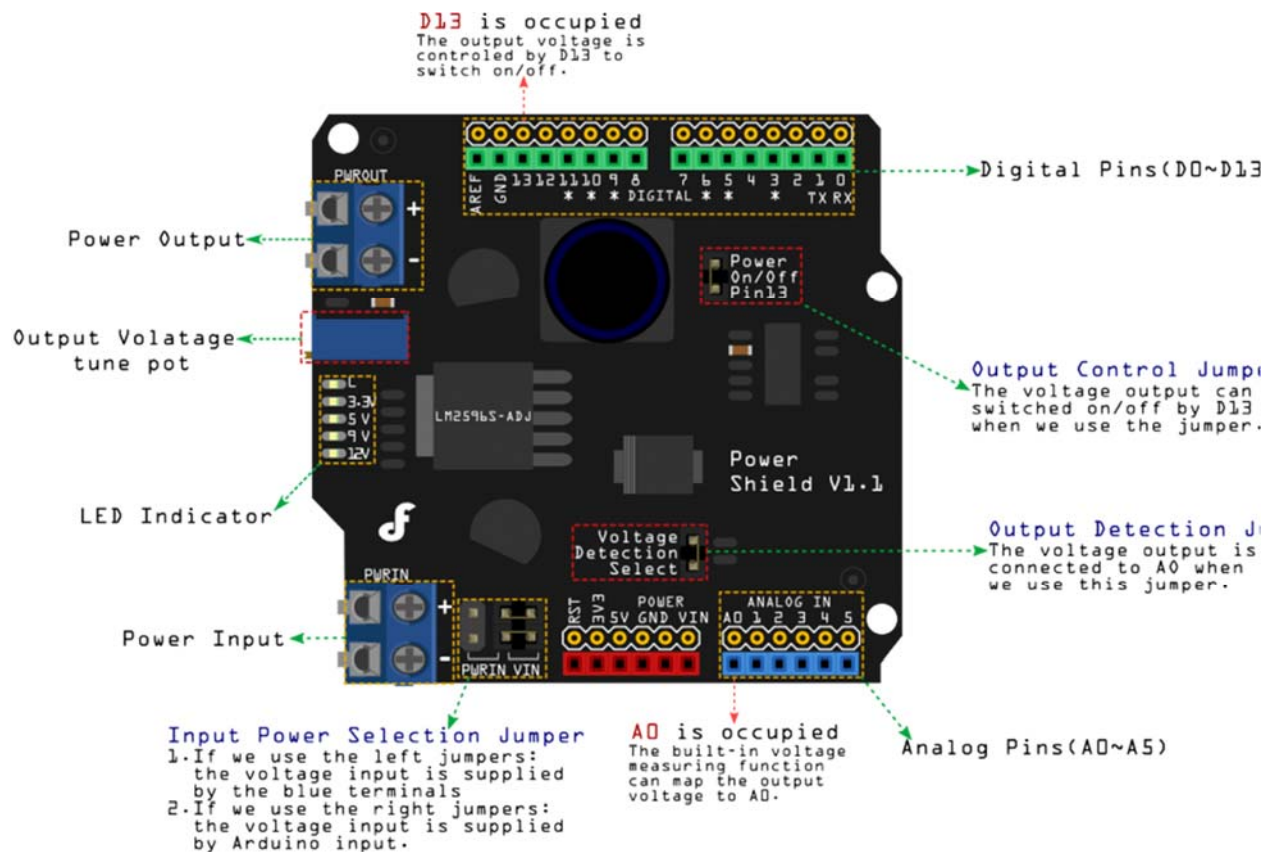 D13 is occupied
The output voltage is
controled by D13 to
switch on/off.
PWROUT
+
-
AREF
GND
13
12
11
10
9
8
7
6
5
4
3
2
1
0
* * * DIGITAL * * * TX RX
Digital Pins(D0~D13
Power Output
Power
On/Off
Pin13
Output Volatage
tune pot
L
3.3V
5V
9V
12V
LM2596S-ADJ
Output Control Jumpe
The voltage output can
switched on/off by D13
when we use the jumper.
Power
Shield V1.1
LED Indicator
Voltage
Detection
Select
Output Detection J
The voltage output is
connected to A0 when
we use this jumper.
PWRIN
+
-
Power Input
PWRIN VIN
POWER
RST 3V3 5V GND VIN
ANALOG IN
A0 1 2 3 4 5
Input Power Selection Jumper
1.If we use the left jumpers:
the voltage input is supplied
by the blue terminals
2.If we use the right jumpers:
the voltage input is supplied
by Arduino input.
A0 is occupied
The built-in voltage
measuring function
can map the output
voltage to A0.
Analog Pins(A0~A5)